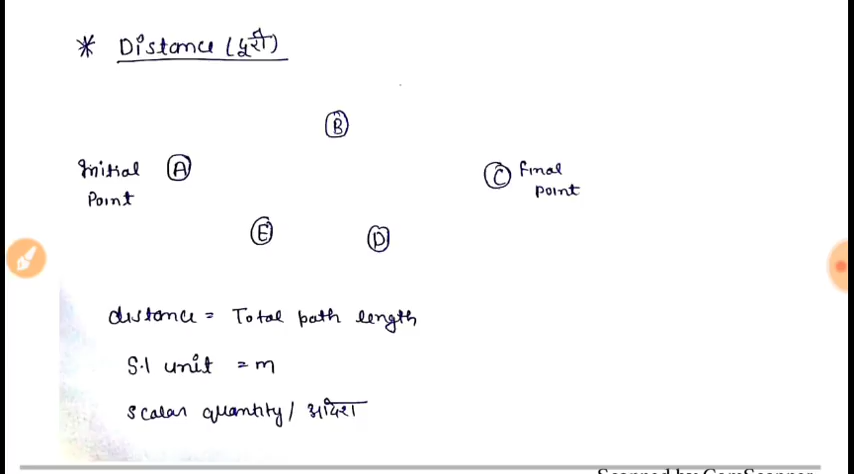 * Distance (दूरी)
B
Initial A C Final
Point point
E D
distance = Total path length
S.I unit = m
scalar quantity / अदिश